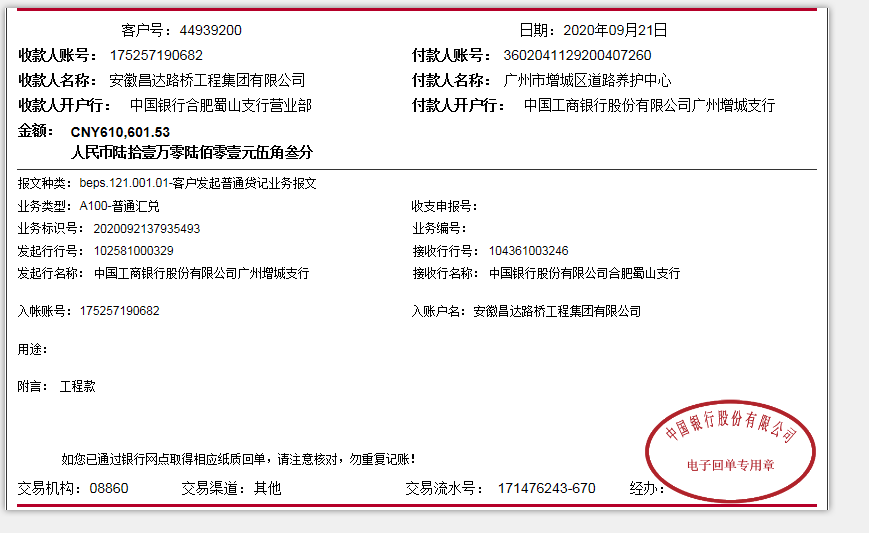 客户号：44939200 日期：2020年09月21日
收款人账号： 175257190682 付款人账号： 3602041129200407260
收款人名称： 安徽昌达路桥工程集团有限公司 付款人名称： 广州市增城区道路养护中心
收款人开户行： 中国银行合肥蜀山支行营业部 付款人开户行： 中国工商银行股份有限公司广州增城支行
金额： CNY610,601.53
人民币陆拾壹万零陆佰零壹元伍角叁分
报文种类：beps.121.001.01-客户发起普通贷记业务报文
业务类型：A100-普通汇兑 收支申报号：
业务标识号： 2020092137935493 业务编号：
发起行行号： 102581000329 接收行行号： 104361003246
发起行名称： 中国工商银行股份有限公司广州增城支行 接收行名称： 中国银行股份有限公司合肥蜀山支行
入帐账号：175257190682 入账户名：安徽昌达路桥工程集团有限公司
用途：
附言： 工程款
中国银行股份有限公司
电子回单专用章
如您已通过银行网点取得相应纸质回单，请注意核对，勿重复记账！
交易机构：08860 交易渠道：其他 交易流水号： 171476243-670 经办：